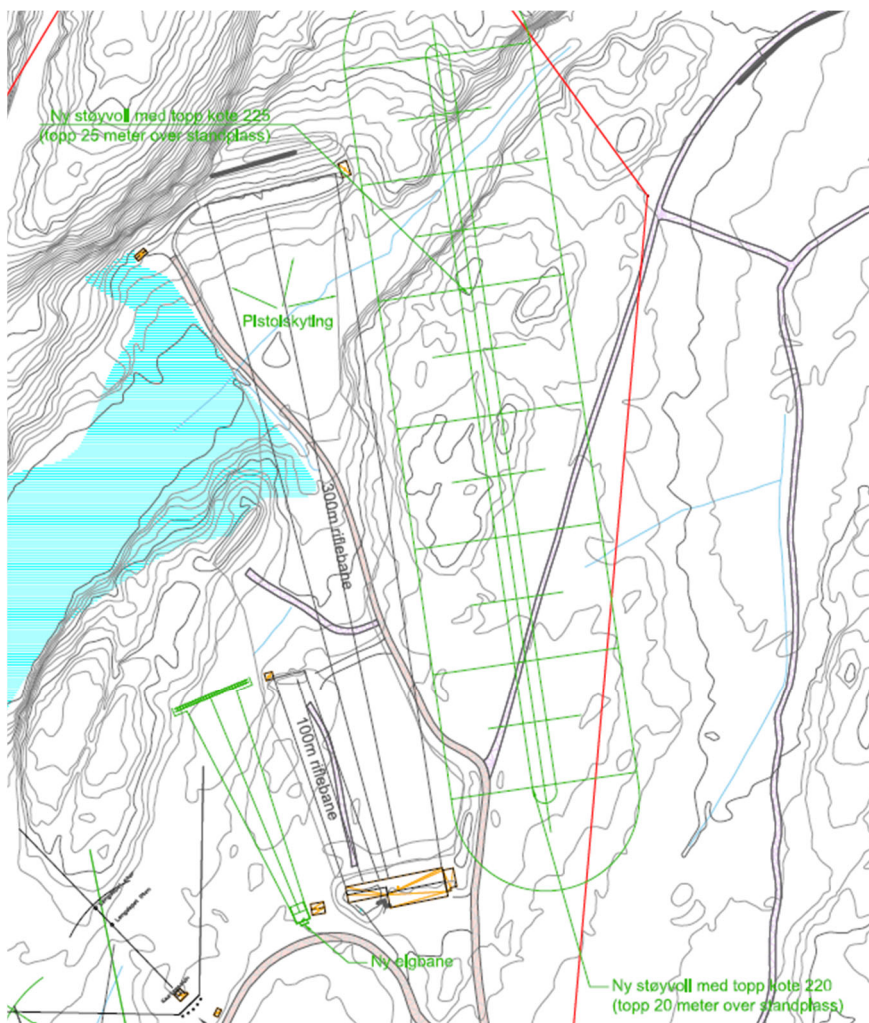 Ny støyvoll med topp kote 225
(topp 25 meter over standplass)
Pistolskyting
300m riflebane
100m riflebane
Ny elgbane
Ny støyvoll med topp kote 220
(topp 20 meter over standplass)